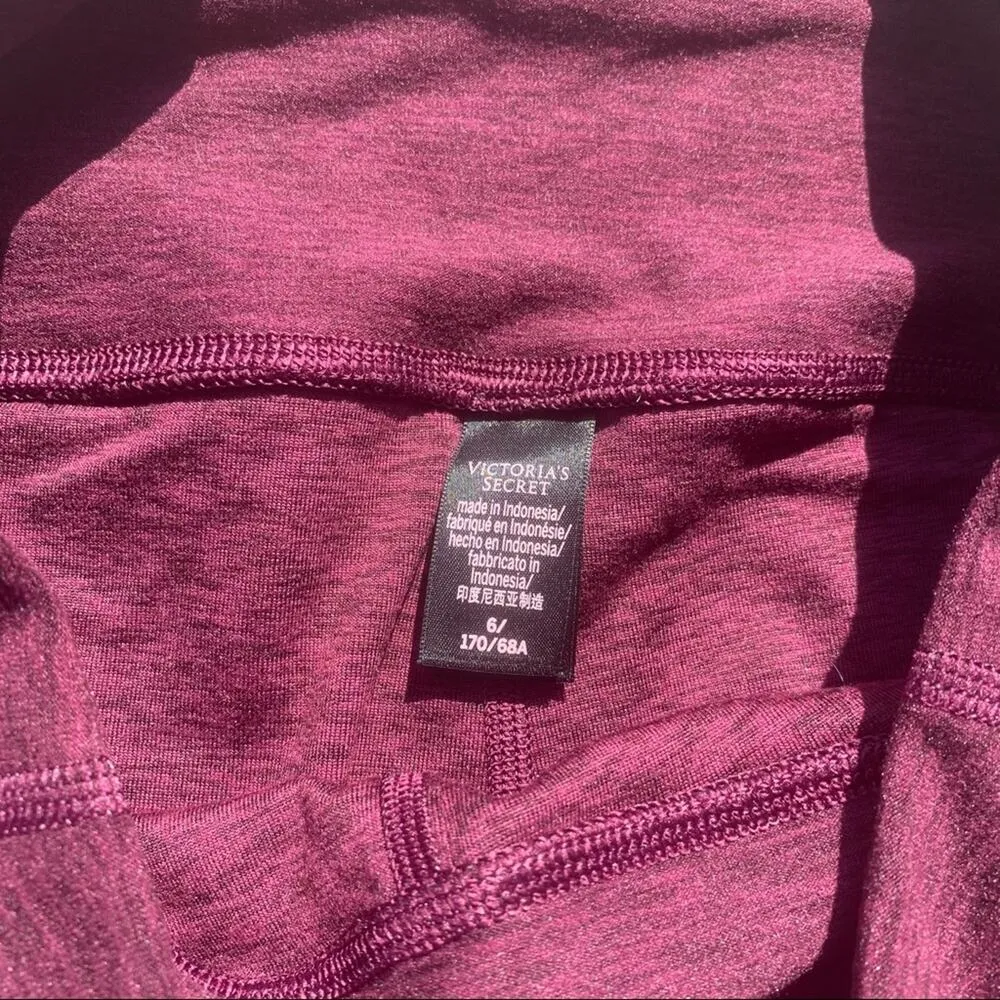 VICTORIA'S
SECRET
made in Indonesia/
fabriqué en Indonésie/
hecho en Indonesia/
fabbricato in
Indonesia/
印度尼西亚制造
6/
170/68A